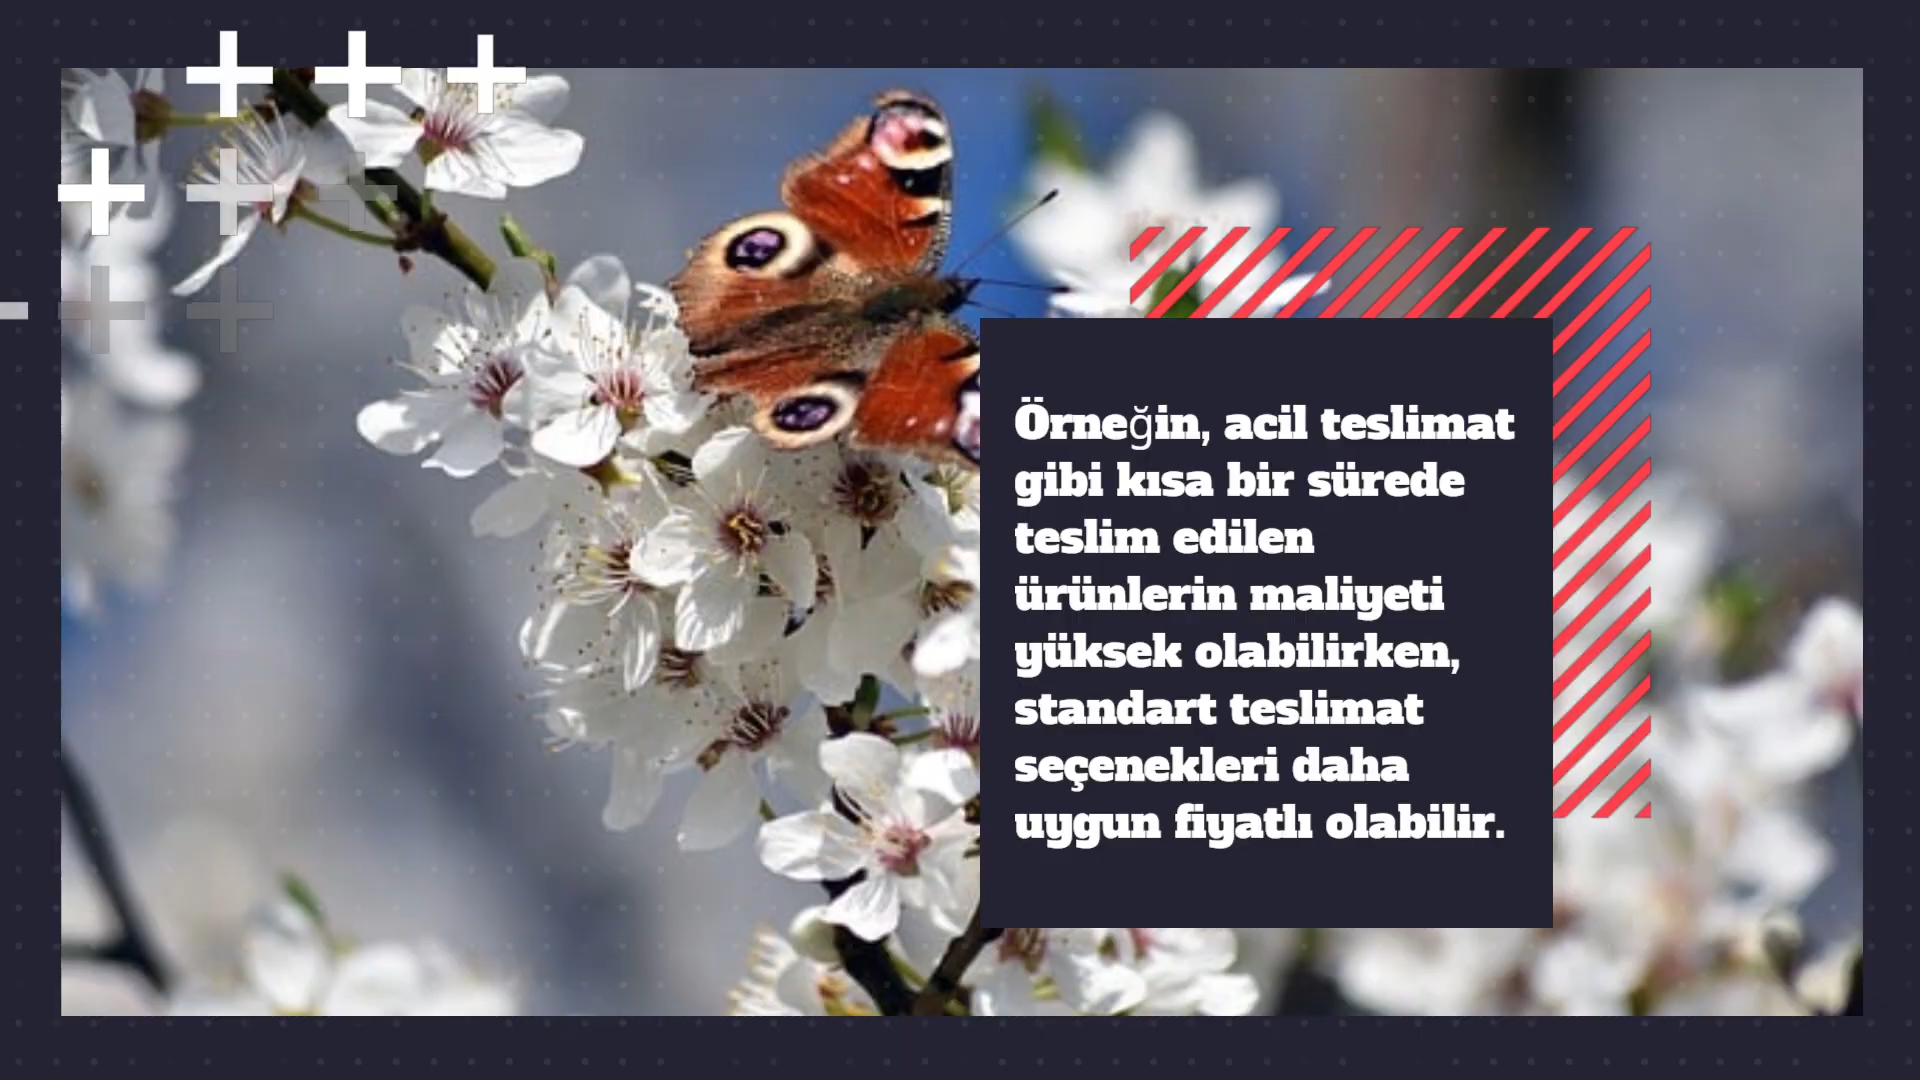 Örneğin, acil teslimat
gibi kısa bir sürede
teslim edilen
ürünlerin maliyeti
yüksek olabilirken,
standart teslimat
seçenekleri daha
uygun fiyatlı olabilir.